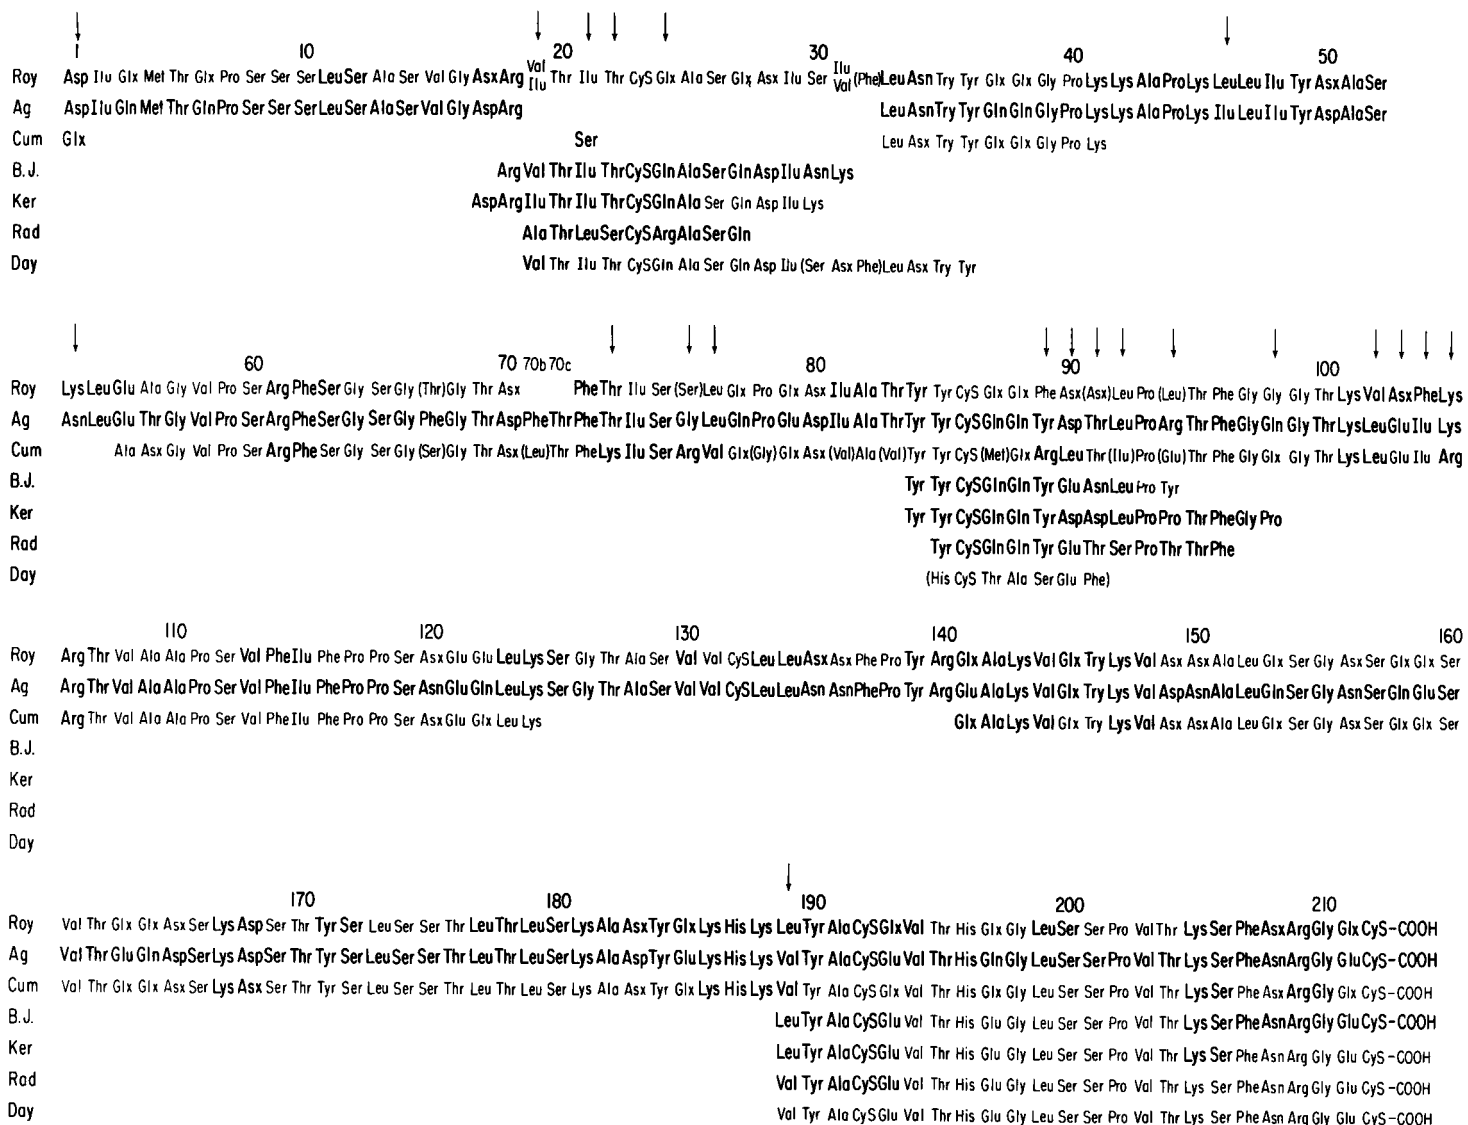 1 10 20 30 40 50
Roy Asp Ilu Glx Met Thr Glx Pro Ser Ser Ser Leu Ser Ala Ser Val Gly Asx Arg Val Ilu Thr Ilu Thr CyS Glx Ala Ser Glx Asx Ilu Ser Ilu Val (Phe) Leu Asn Try Tyr Glx Glx Gly Pro Lys Lys Ala Pro Lys Leu Leu Ilu Tyr Asx Ala Ser
Ag Asp Ilu Gln Met Thr Gln Pro Ser Ser Ser Leu Ser Ala Ser Val Gly Asp Arg Leu Asn Try Tyr Gln Gln Gly Pro Lys Lys Ala Pro Lys Ilu Leu Ilu Tyr Asp Ala Ser
Cum Glx Ser Leu Asx Try Tyr Glx Glx Gly Pro Lys
B.J. Arg Val Thr Ilu Thr CyS Gln Ala Ser Gln Asp Ilu Asn Lys
Ker Asp Arg Ilu Thr Ilu Thr CyS Gln Ala Ser Gln Asp Ilu Lys
Rad Ala Thr Leu Ser CyS Arg Ala Ser Gln
Day Val Thr Ilu Thr CyS Gln Ala Ser Gln Asp Ilu (Ser Asx Phe) Leu Asx Try Tyr
60 70 70b 70c 80 90 100
Roy Lys Leu Glu Ala Gly Val Pro Ser Arg Phe Ser Gly Ser Gly (Thr) Gly Thr Asx Phe Thr Ilu Ser (Ser) Leu Glx Pro Glx Asx Ilu Ala Thr Tyr Tyr CyS Glx Glx Phe Asx (Asx) Leu Pro (Leu) Thr Phe Gly Gly Gly Thr Lys Val Asx Phe Lys
Ag Asn Leu Glu Thr Gly Val Pro Ser Arg Phe Ser Gly Ser Gly Phe Gly Thr Asp Phe Thr Phe Thr Ilu Ser Gly Leu Gln Pro Glu Asp Ilu Ala Thr Tyr Tyr CyS Gln Gln Tyr Asp Thr Leu Pro Arg Thr Phe Gly Gln Gly Thr Lys Leu Glu Ilu Lys
Cum Ala Asx Gly Val Pro Ser Arg Phe Ser Gly Ser Gly (Ser) Gly Thr Asx (Leu) Thr Phe Lys Ilu Ser Arg Val Glx (Gly) Glx Asx (Val) Ala (Val) Tyr Tyr CyS (Met) Glx Arg Leu Thr (Ilu) Pro (Glu) Thr Phe Gly Glx Gly Thr Lys Leu Glu Ilu Arg
B.J. Tyr Tyr CyS Gln Gln Tyr Glu Asn Leu Pro Tyr
Ker Tyr Tyr CyS Gln Gln Tyr Asp Asp Leu Pro Pro Thr Phe Gly Pro
Rad Tyr CyS Gln Gln Tyr Glu Thr Ser Pro Thr Thr Phe
Day (His CyS Thr Ala Ser Glu Phe)
110 120 130 140 150 160
Roy Arg Thr Val Ala Ala Pro Ser Val Phe Ilu Phe Pro Pro Ser Asx Glu Glu Leu Lys Ser Gly Thr Ala Ser Val Val CyS Leu Leu Asx Asx Phe Pro Tyr Arg Glx Ala Lys Val Glx Try Lys Val Asx Asx Ala Leu Glx Ser Gly Asx Ser Glx Glx Ser
Ag Arg Thr Val Ala Ala Pro Ser Val Phe Ilu Phe Pro Pro Ser Asn Glu Gln Leu Lys Ser Gly Thr Ala Ser Val Val CyS Leu Leu Asn Asn Phe Pro Tyr Arg Glu Ala Lys Val Glx Try Lys Val Asp Asn Ala Leu Gln Ser Gly Asn Ser Gln Glu Ser
Cum Arg Thr Val Ala Ala Pro Ser Val Phe Ilu Phe Pro Pro Ser Asx Glu Glx Leu Lys Glx Ala Lys Val Glx Try Lys Val Asx Asx Ala Leu Glx Ser Gly Asx Ser Glx Glx Ser
B.J.
Ker
Rad
Day
170 180 190 200 210
Roy Val Thr Glx Glx Asx Ser Lys Asp Ser Thr Tyr Ser Leu Ser Ser Thr Leu Thr Leu Ser Lys Ala Asx Tyr Glx Lys His Lys Leu Tyr Ala CyS Glx Val Thr His Glx Gly Leu Ser Ser Pro Val Thr Lys Ser Phe Asx Arg Gly Glx CyS-COOH
Ag Val Thr Glu Gln Asp Ser Lys Asp Ser Thr Tyr Ser Leu Ser Ser Thr Leu Thr Leu Ser Lys Ala Asp Tyr Glu Lys His Lys Val Tyr Ala CyS Glu Val Thr His Gln Gly Leu Ser Ser Pro Val Thr Lys Ser Phe Asn Arg Gly Glu CyS-COOH
Cum Val Thr Glx Glx Asx Ser Lys Asx Ser Thr Tyr Ser Leu Ser Ser Thr Leu Thr Leu Ser Lys Ala Asx Tyr Glx Lys His Lys Val Tyr Ala CyS Glx Val Thr His Glx Gly Leu Ser Ser Pro Val Thr Lys Ser Phe Asx Arg Gly Glx CyS-COOH
B.J. Leu Tyr Ala CyS Glu Val Thr His Glu Gly Leu Ser Ser Pro Val Thr Lys Ser Phe Asn Arg Gly Glu CyS-COOH
Ker Leu Tyr Ala CyS Glu Val Thr His Glu Gly Leu Ser Ser Pro Val Thr Lys Ser Phe Asn Arg Gly Glu CyS-COOH
Rad Val Tyr Ala CyS Glu Val Thr His Glu Gly Leu Ser Ser Pro Val Thr Lys Ser Phe Asn Arg Gly Glu CyS-COOH
Day Val Tyr Ala CyS Glu Val Thr His Glu Gly Leu Ser Ser Pro Val Thr Lys Ser Phe Asn Arg Gly Glu CyS-COOH